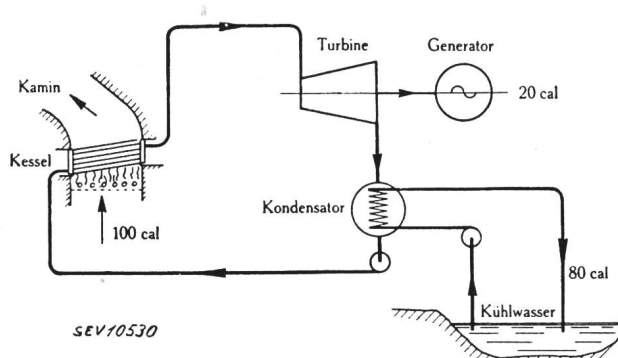 Turbine
Generator
Kamin
20 cal
Kessel
Kondensator
100 cal
80 cal
Kühlwasser
SEV10530